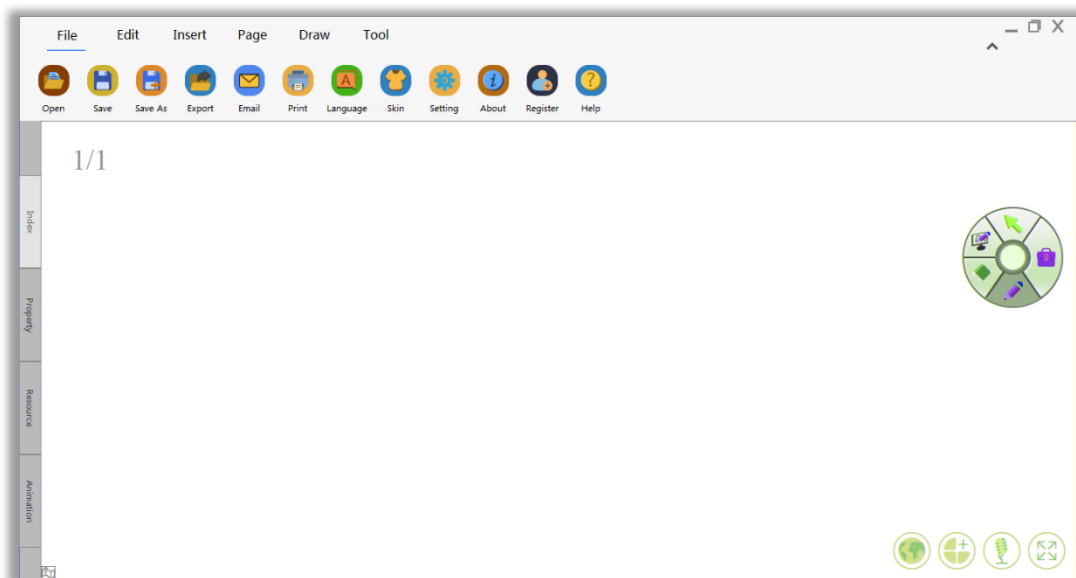 File Edit Insert Page Draw Tool
Open Save Save As Export Email Print Language Skin Setting About Register Help
1/1
Index
Property
Resource
Animation